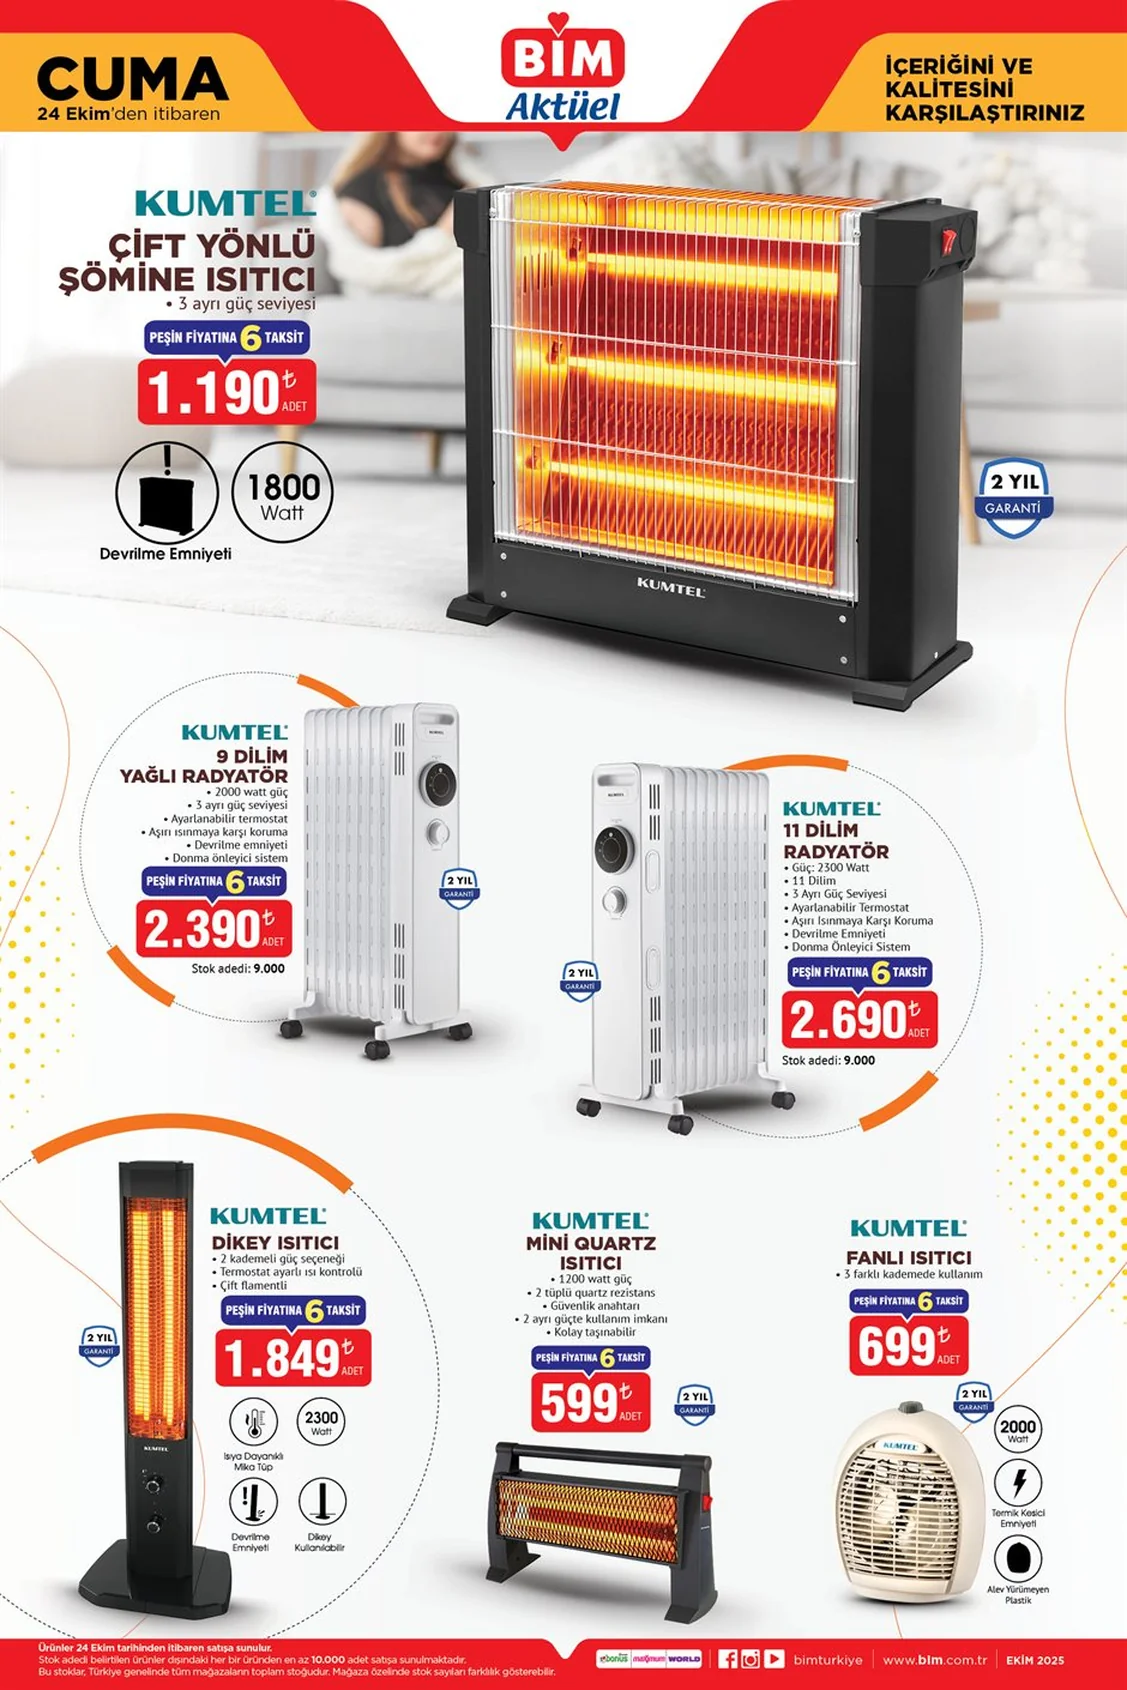 CUMA
24 Ekim'den itibaren
BİM
Aktüel
İÇERİĞİNİ VE
KALİTESİNİ
KARŞILAŞTIRINIZ
KUMTEL
ÇİFT YÖNLÜ
ŞÖMİNE ISITICI
• 3 ayrı güç seviyesi
PEŞİN FİYATINA 6 TAKSİT
1.190₺
ADET
1800
Watt
Devrilme Emniyeti
2 YIL
GARANTİ
KUMTEL
KUMTEL
9 DİLİM
YAĞLI RADYATÖR
• 2000 watt güç
• 3 ayrı güç seviyesi
• Ayarlanabilir termostat
• Aşırı ısınmaya karşı koruma
• Devrilme emniyeti
• Donma önleyici sistem
PEŞİN FİYATINA 6 TAKSİT
2.390₺
ADET
Stok adedi: 9.000
KUMTEL
2 YIL
GARANTİ
KUMTEL
KUMTEL
11 DİLİM
RADYATÖR
• Güç: 2300 Watt
• 11 Dilim
• 3 Ayrı Güç Seviyesi
• Ayarlanabilir Termostat
• Aşırı Isınmaya Karşı Koruma
• Devrilme Emniyeti
• Donma Önleyici Sistem
PEŞİN FİYATINA 6 TAKSİT
2.690₺
ADET
Stok adedi: 9.000
2 YIL
GARANTİ
KUMTEL
DİKEY ISITICI
• 2 kademeli güç seçeneği
• Termostat ayarlı ısı kontrolü
• Çift flamentli
PEŞİN FİYATINA 6 TAKSİT
1.849₺
ADET
2 YIL
GARANTİ
KUMTEL
2300
Watt
Isıya Dayanıklı
Mika Tüp
Devrilme
Emniyeti
Dikey
Kullanılabilir
KUMTEL
MİNİ QUARTZ
ISITICI
• 1200 watt güç
• 2 tüplü quartz rezistans
• Güvenlik anahtarı
• 2 ayrı güçte kullanım imkanı
• Kolay taşınabilir
PEŞİN FİYATINA 6 TAKSİT
599₺
ADET
2 YIL
GARANTİ
KUMTEL
FANLI ISITICI
• 3 farklı kademede kullanım
PEŞİN FİYATINA 6 TAKSİT
699₺
ADET
2 YIL
GARANTİ
KUMTEL
2000
Watt
Termik Kesici
Emniyeti
Alev Yürümeyen
Plastik
Ürünler 24 Ekim tarihinden itibaren satışa sunulur.
Stok adedi belirtilen ürünler dışındaki her bir üründen en az 10.000 adet satışa sunulmaktadır.
Bu stoklar, Türkiye genelinde tüm mağazaların toplam stoğudur. Mağaza özelinde stok sayıları farklılık gösterebilir.
bonus maximum WORLD
bimturkiye
www.bim.com.tr
EKİM 2025